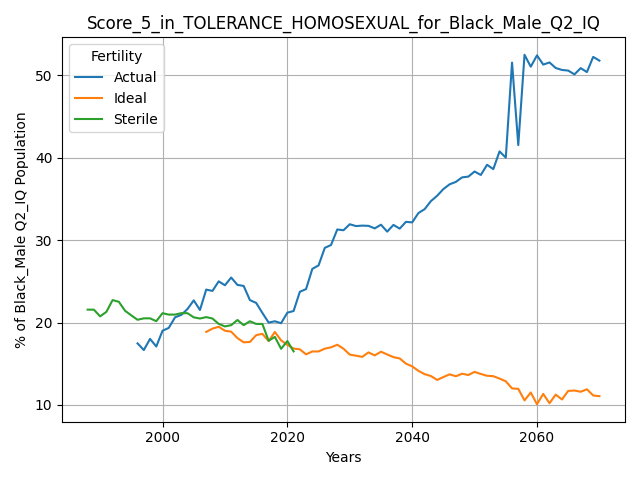 Score_5_in_TOLERANCE_HOMOSEXUAL_for_Black_Male_Q2_IQ
Fertility
Actual
Ideal
Sterile
% of Black_Male Q2_IQ Population
50
40
30
20
10
2000 2020 2040 2060
Years